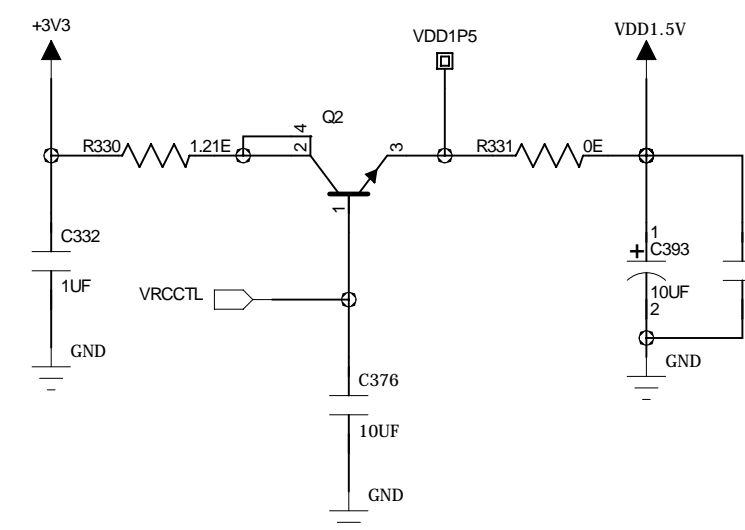 +3V3
VDD1P5
VDD1.5V
Q2
4
R330
1.21E
2
3
R331
0E
1
C332
1UF
1
+
C393
10UF
2
VRCCTL
GND
GND
C376
10UF
GND